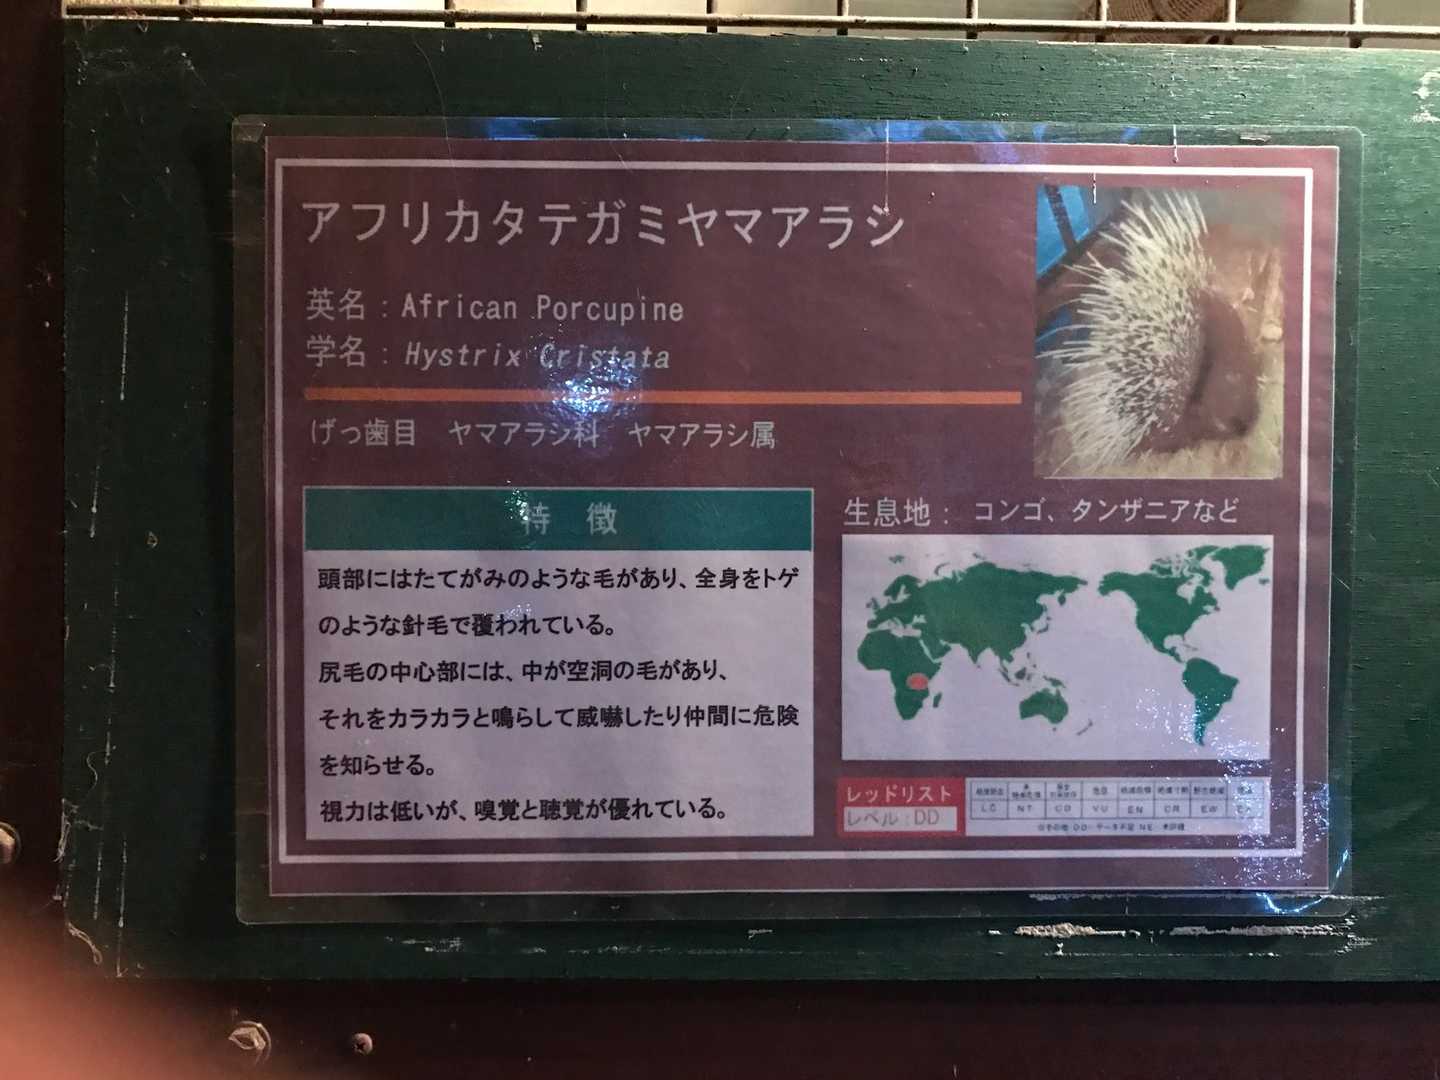 アフリカタテガミヤマアラシ
英名：African Porcupine
学名：Hystrix Cristata
げっ歯目　ヤマアラシ科　ヤマアラシ属
特　徴
頭部にはたてがみのような毛があり、全身をトゲ
のような針毛で覆われている。
尻毛の中心部には、中が空洞の毛があり、
それをカラカラと鳴らして威嚇したり仲間に危険
を知らせる。
視力は低いが、嗅覚と聴覚が優れている。
生息地：　コンゴ、タンザニアなど
レッドリスト
レベル：DD
LC NT CD VU EN CR EW